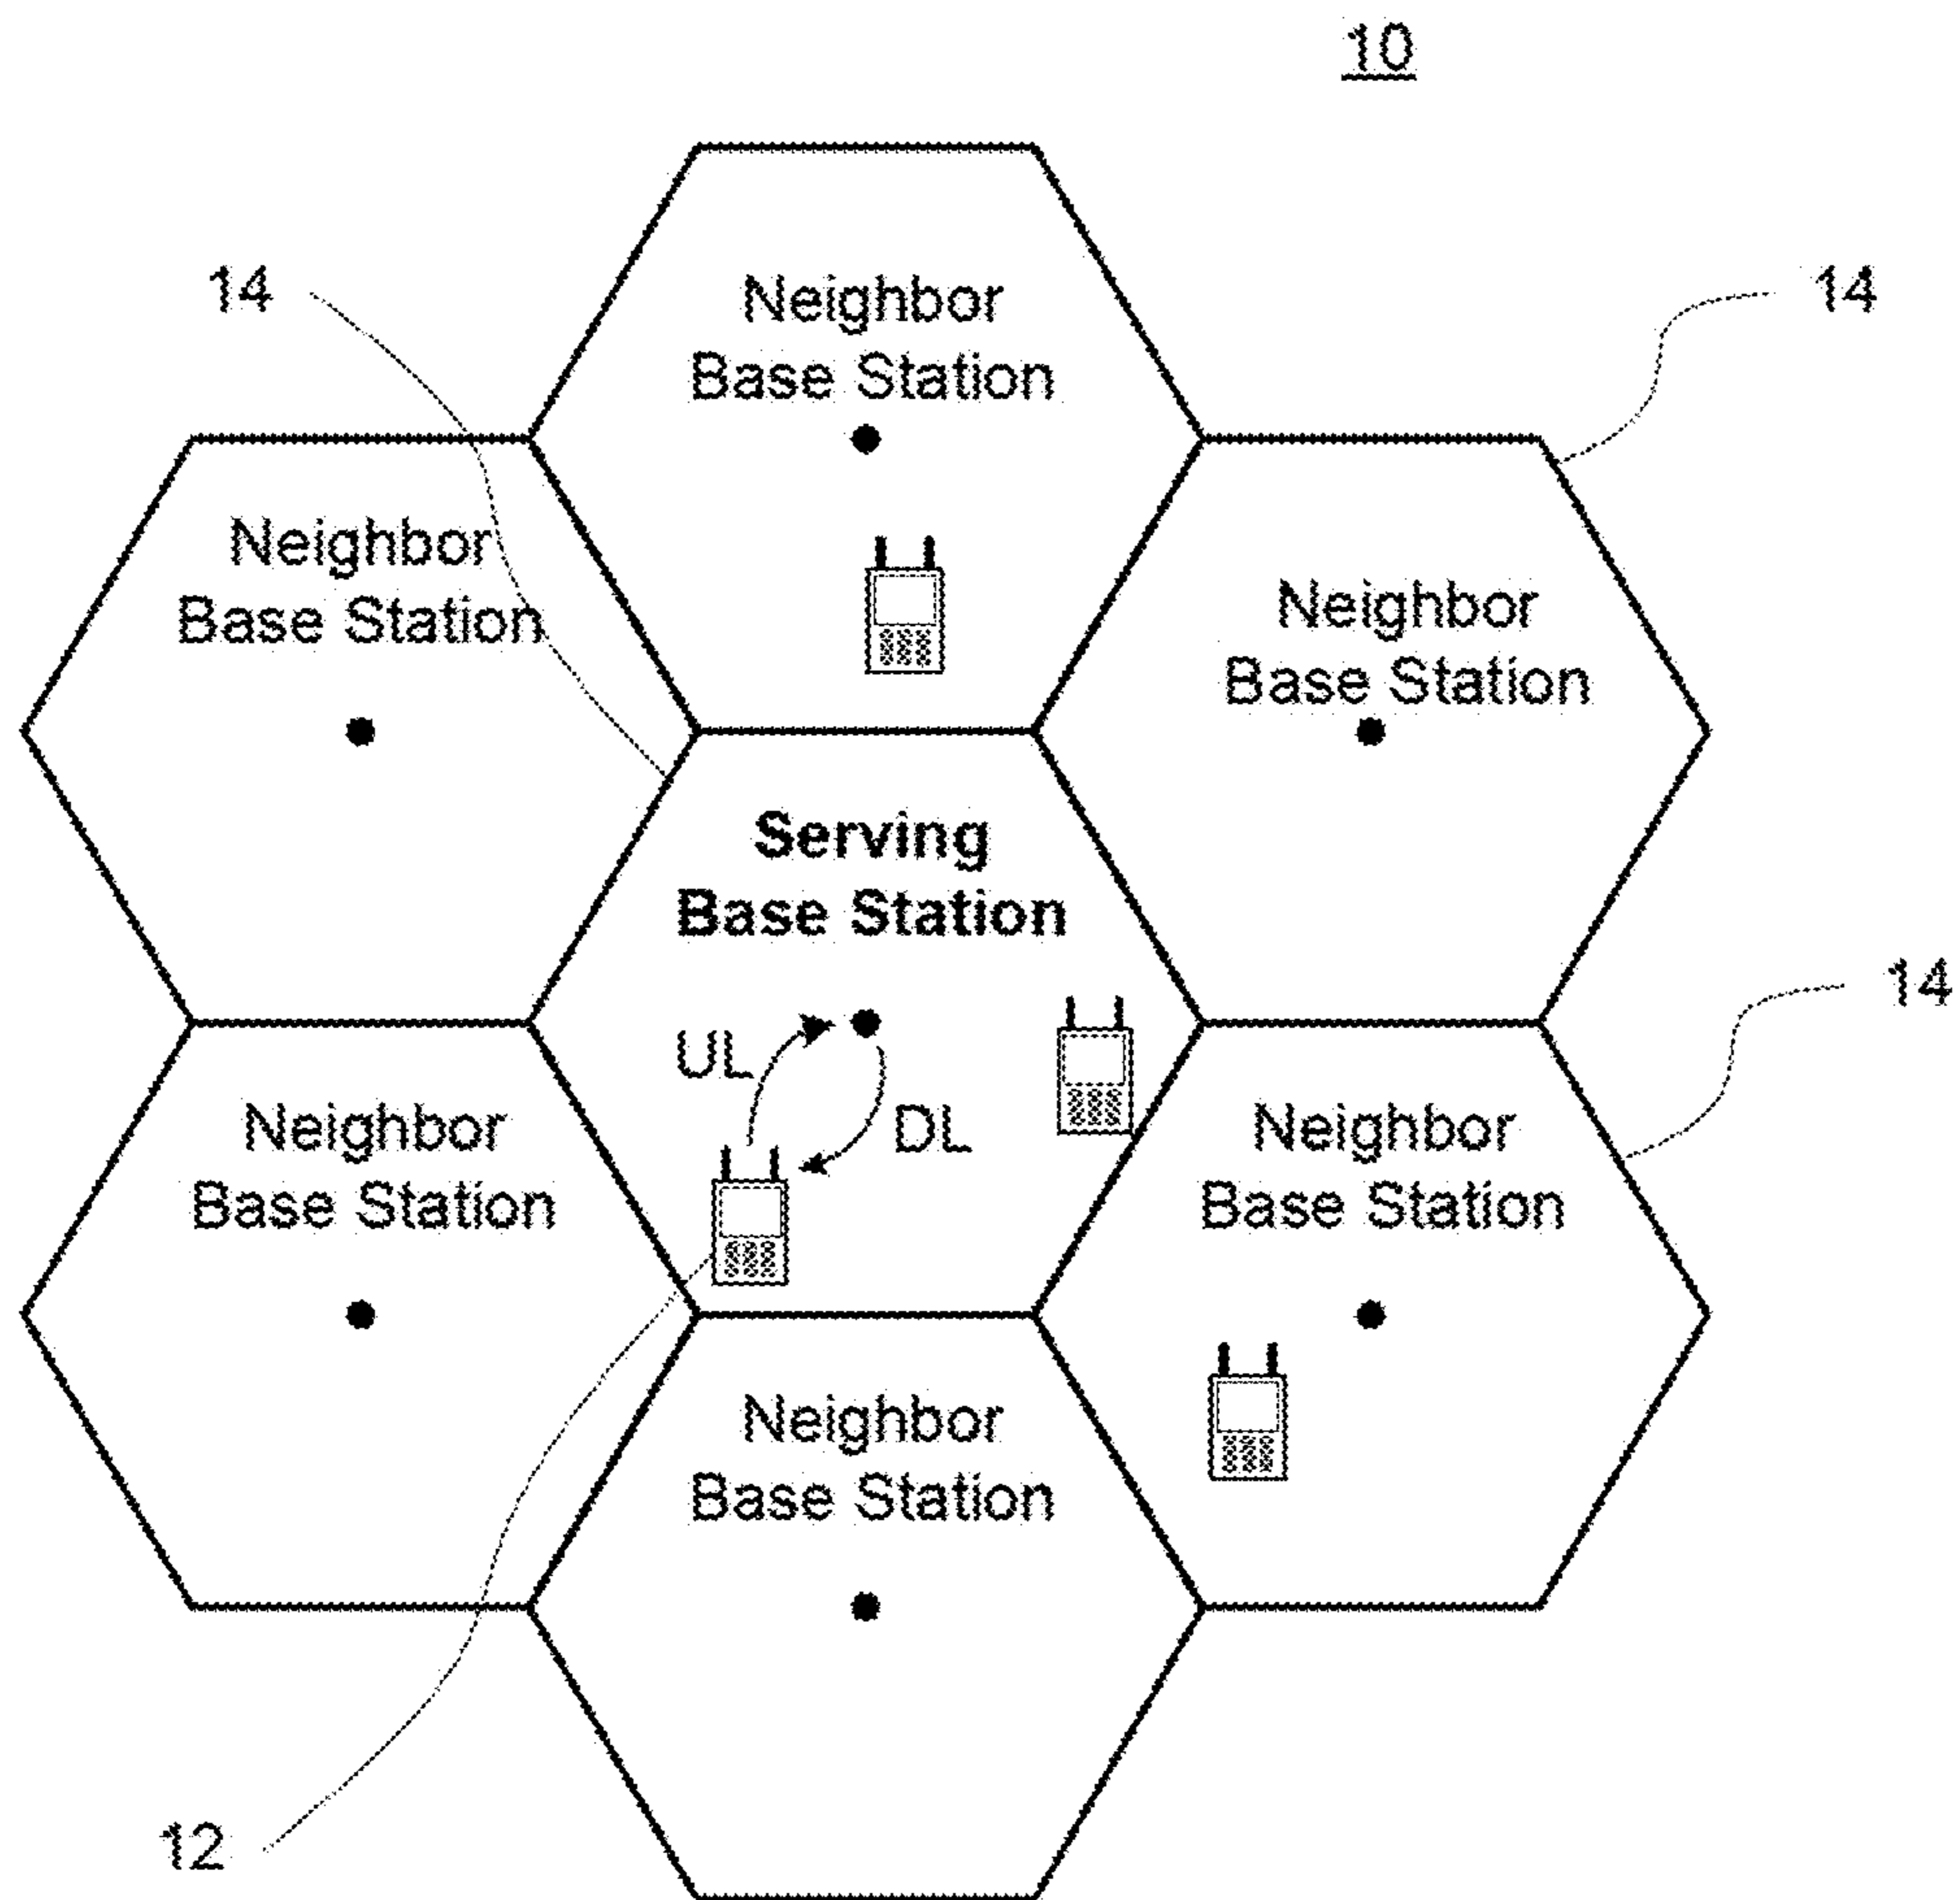 10
14
Neighbor
Base Station
14
Neighbor
Base Station
Neighbor
Base Station
Serving
Base Station
14
UL
DL
Neighbor
Base Station
Neighbor
Base Station
Neighbor
Base Station
12